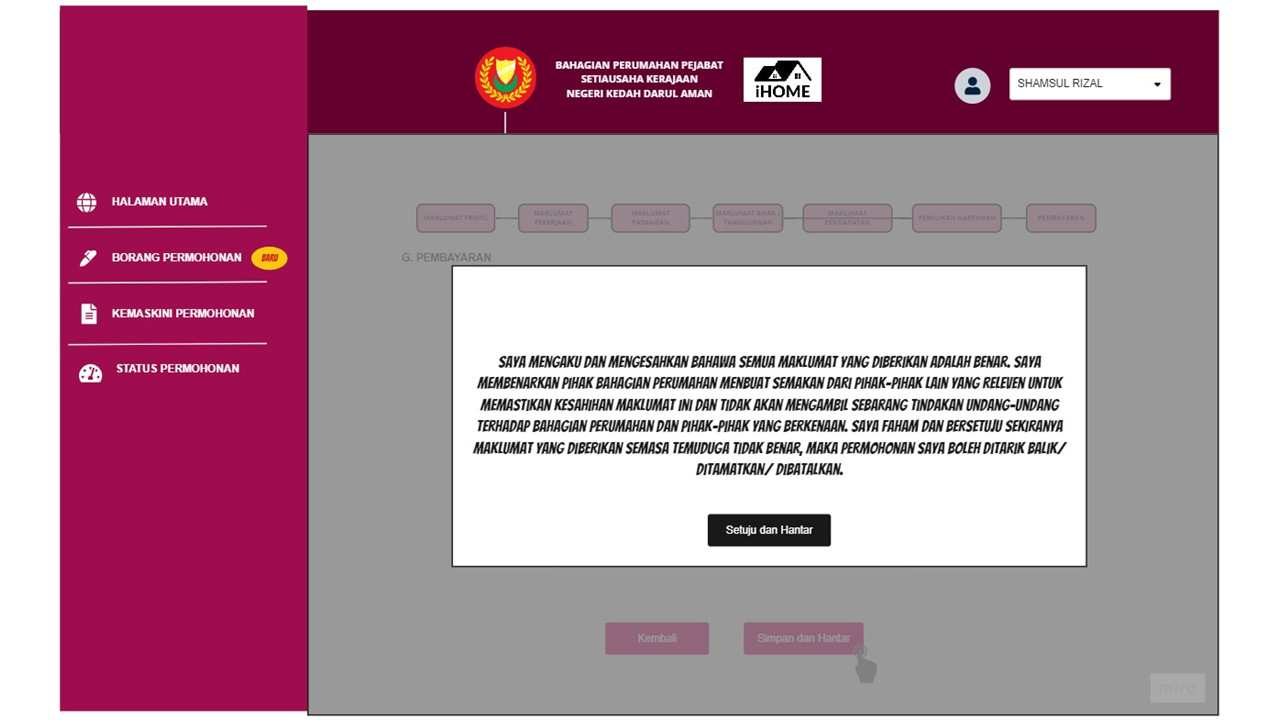 BAHAGIAN PERUMAHAN PEJABAT
SETIAUSAHA KERAJAAN
NEGERI KEDAH DARUL AMAN
iHOME
SHAMSUL RIZAL
HALAMAN UTAMA
BORANG PERMOHONAN
BARU
KEMASKINI PERMOHONAN
STATUS PERMOHONAN
MAKLUMAT PROFIL
MAKLUMAT
PEKERJAAN
MAKLUMAT
PASANGAN
MAKLUMAT ANAK /
TANGGUNGAN
MAKLUMAT
PENDAPATAN
PEMILIHAN HARTANAH
PEMBAYARAN
G. PEMBAYARAN
SAYA MENGAKU DAN MENGESAHKAN BAHAWA SEMUA MAKLUMAT YANG DIBERIKAN ADALAH BENAR. SAYA
MEMBENARKAN PIHAK BAHAGIAN PERUMAHAN MENBUAT SEMAKAN DARI PIHAK-PIHAK LAIN YANG RELEVEN UNTUK
MEMASTIKAN KESAHIHAN MAKLUMAT INI DAN TIDAK AKAN MENGAMBIL SEBARANG TINDAKAN UNDANG-UNDANG
TERHADAP BAHAGIAN PERUMAHAN DAN PIHAK-PIHAK YANG BERKENAAN. SAYA FAHAM DAN BERSETUJU SEKIRANYA
MAKLUMAT YANG DIBERIKAN SEMASA TEMUDUGA TIDAK BENAR, MAKA PERMOHONAN SAYA BOLEH DITARIK BALIK/
DITAMATKAN/ DIBATALKAN.
Setuju dan Hantar
Kembali
Simpan dan Hantar
miro